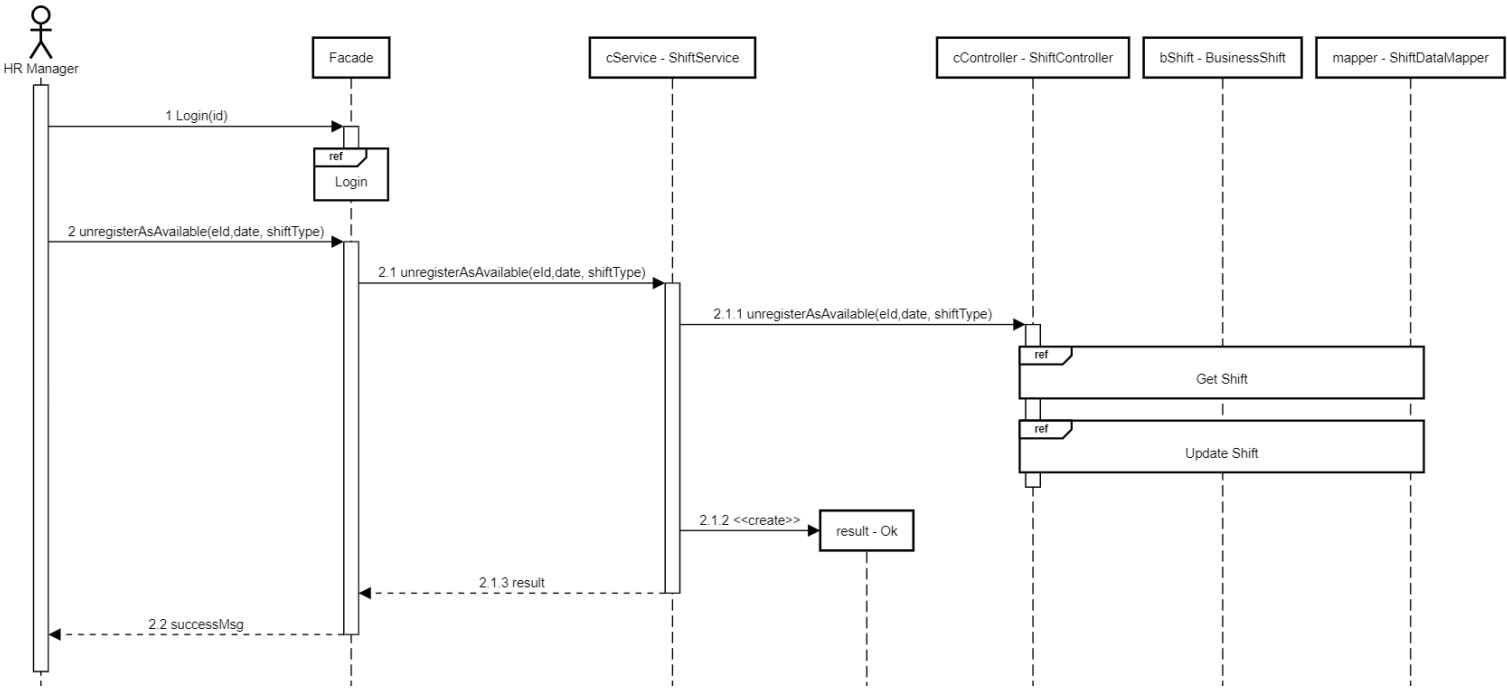 HR Manager
Facade
cService - ShiftService
cController - ShiftController
bShift - BusinessShift
mapper - ShiftDataMapper
1 Login(id)
ref
Login
2 unregisterAsAvailable(eId,date, shiftType)
2.1 unregisterAsAvailable(eId,date, shiftType)
2.1.1 unregisterAsAvailable(eId,date, shiftType)
ref
Get Shift
ref
Update Shift
2.1.2 <<create>>
result - Ok
2.1.3 result
2.2 successMsg